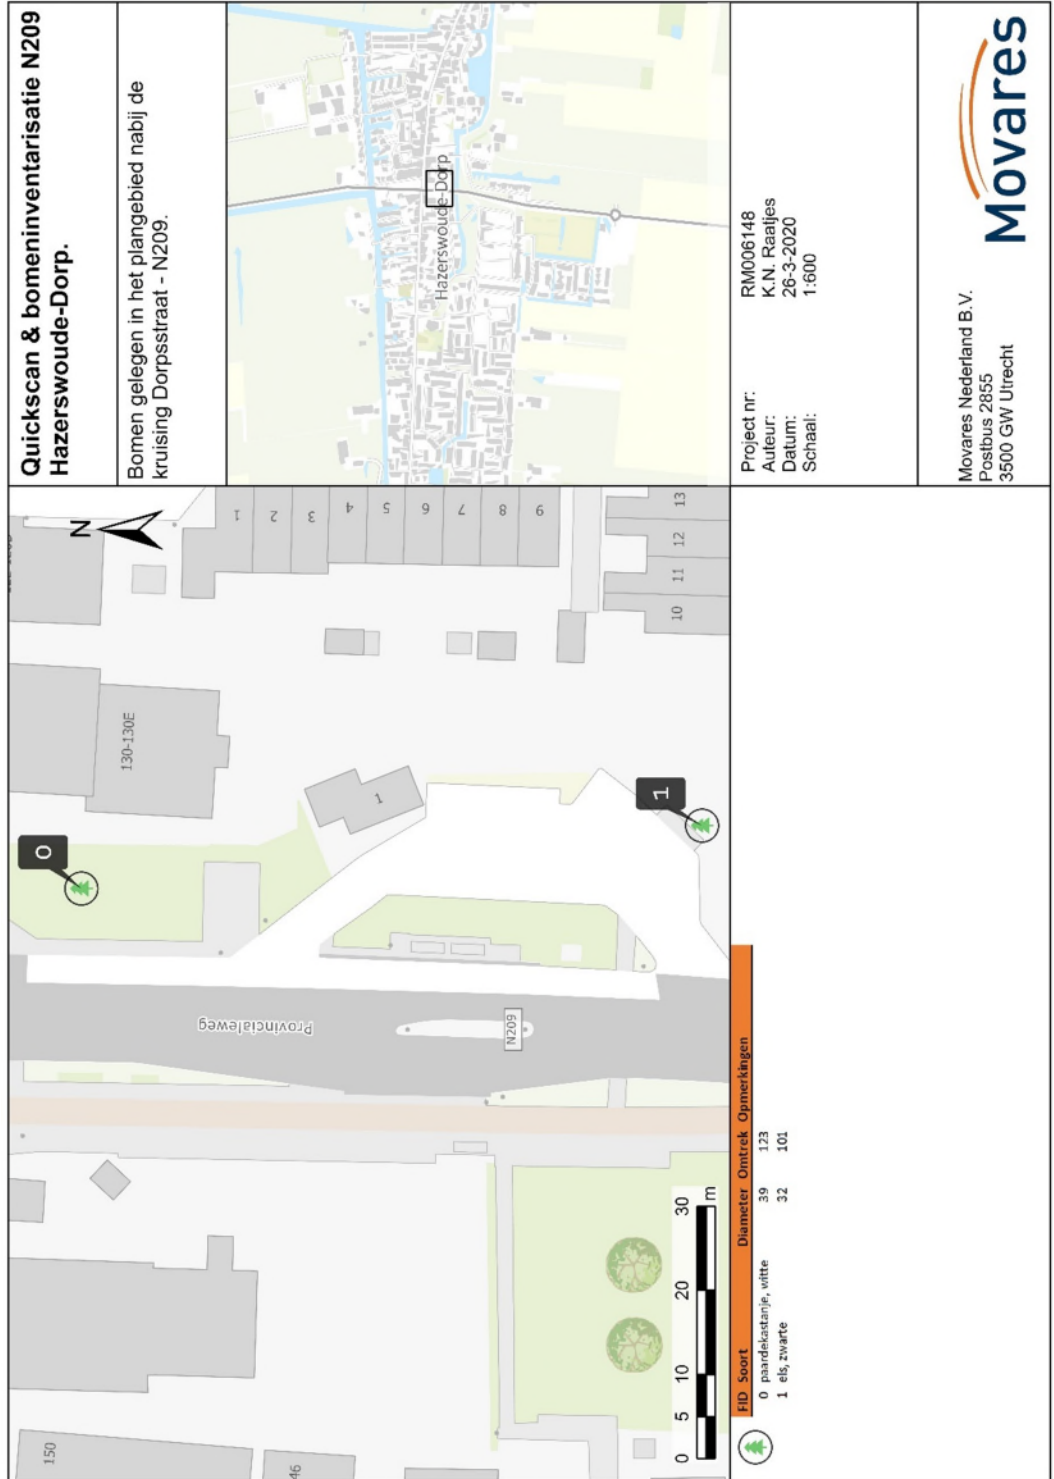 Quickscan & bomeninventarisatie N209
Hazerswoude-Dorp.
Bomen gelegen in het plangebied nabij de
kruising Dorpsstraat - N209.
Hazerswoude-Dorp
Project nr: RM006148
Auteur: K.N. Raatjes
Datum: 26-3-2020
Schaal: 1:600
Movares Nederland B.V.
Postbus 2855
3500 GW Utrecht
Movares
N
1
2
3
4
5
6
7
8
9
10
11
12
13
130-130E
1
0
1
Provincialeweg
N209
150
46
0 5 10 20 30
m
FID Soort Diameter Omtrek Opmerkingen
0 paardekastanje, witte 39 123
1 els, zwarte 32 101